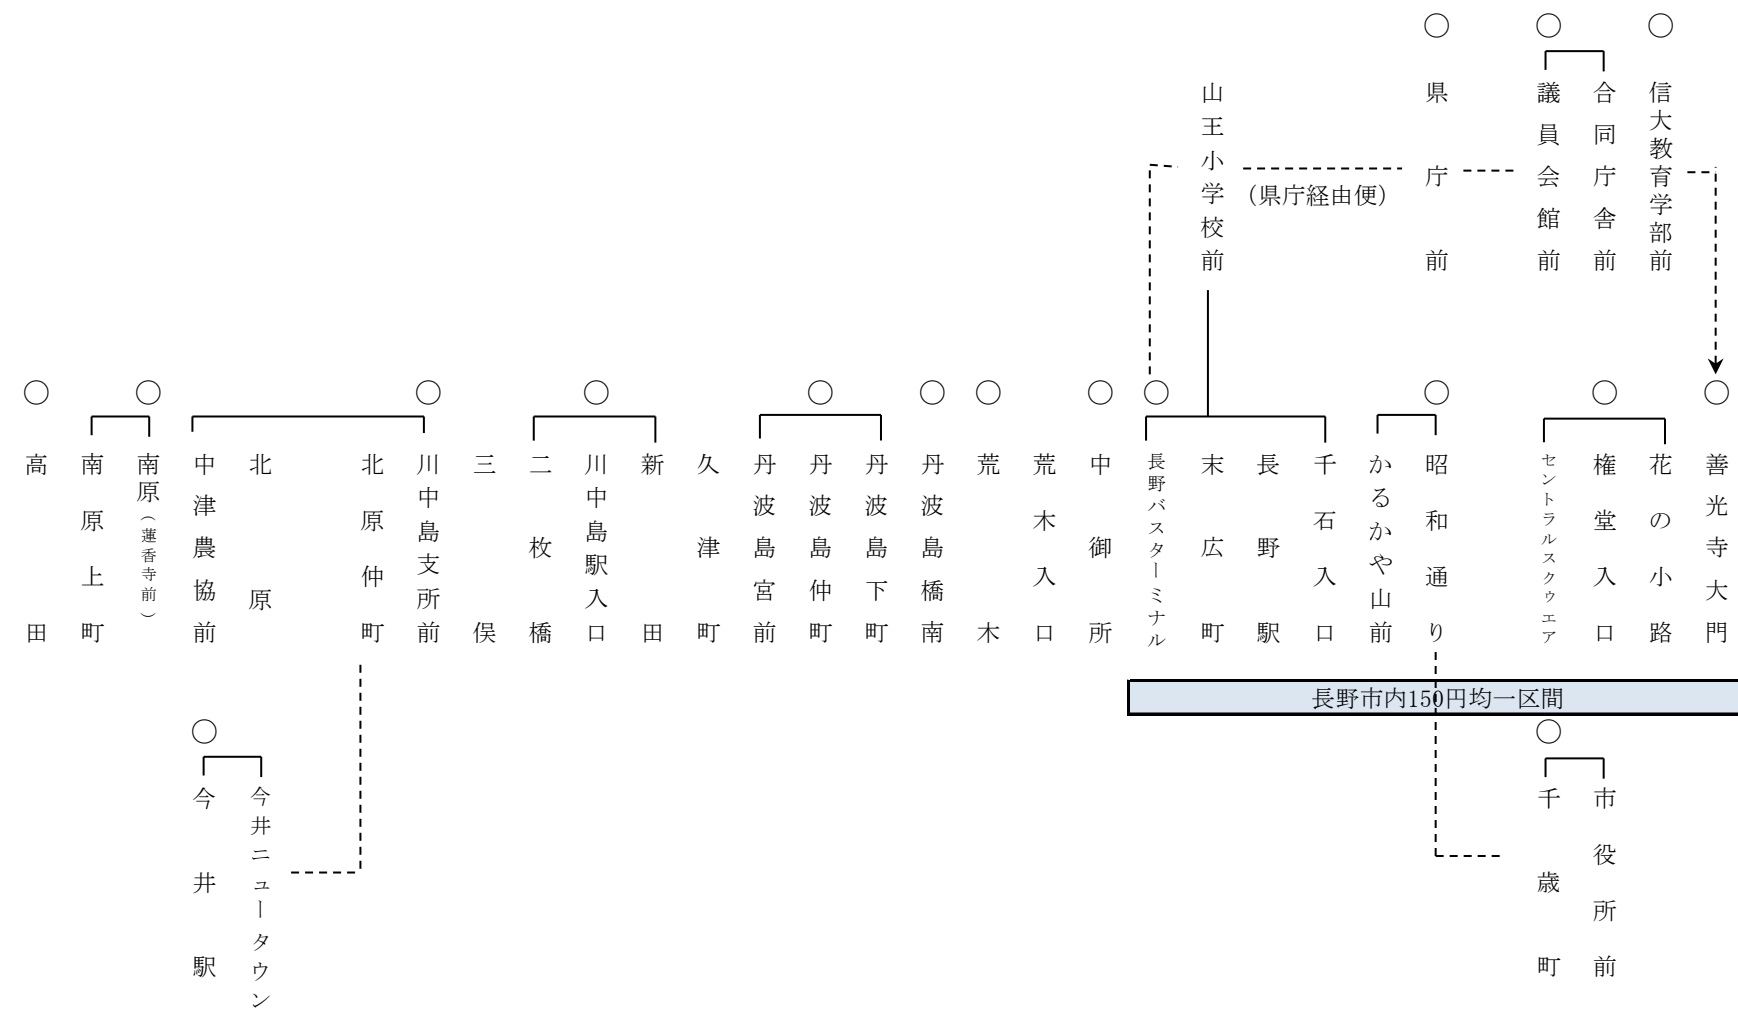 ○
○
○
山王小学校前
県庁前
議員会館前
合同庁舎前
信大教育学部前
(県庁経由便)
○
○
○
○
○
○
○
○
○
○
○
○
高田
南原上町
南原(蓮香寺前)
中津農協前
北原
北原仲町
川中島支所前
三俣
二枚橋
川中島駅入口
新田
久津町
丹波島宮前
丹波島仲町
丹波島下町
丹波島橋南
荒木
荒木入口
中御所
長野バスターミナル
末広町
長野駅
千石入口
かるかや山前
昭和通り
セントラルスクゥエア
権堂入口
花の小路
善光寺大門
長野市内150円均一区間
○
○
今井駅
今井ニュータウン
千歳町
市役所前